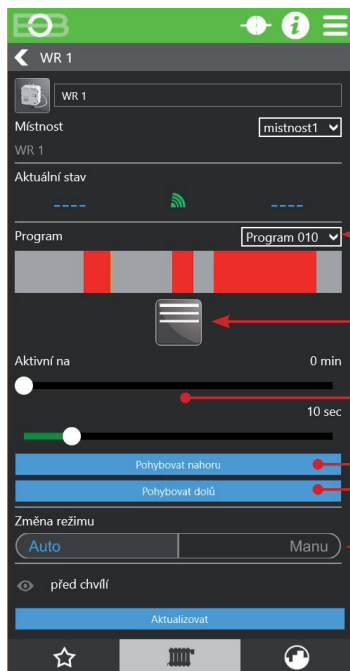 EOB
WR 1
WR 1
Místnost
mistnost1
WR 1
Aktuální stav
---- ----
Program
Program 010
Aktivní na
0 min
10 sec
Pohybovat nahoru
Pohybovat dolů
Změna režimu
Auto
Manu
před chvílí
Aktualizovat